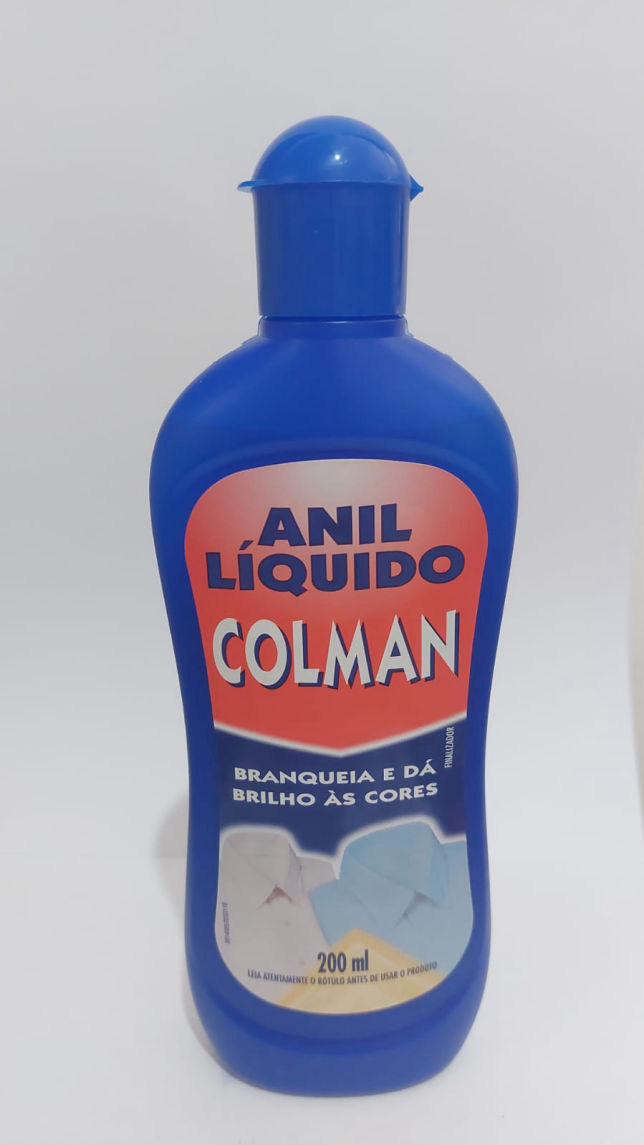 ANIL
LÍQUIDO
COLMAN
FINALIZADOR
BRANQUEIA E DÁ
BRILHO ÀS CORES
200 ml
LEIA ATENTAMENTE O RÓTULO ANTES DE USAR O PRODUTO